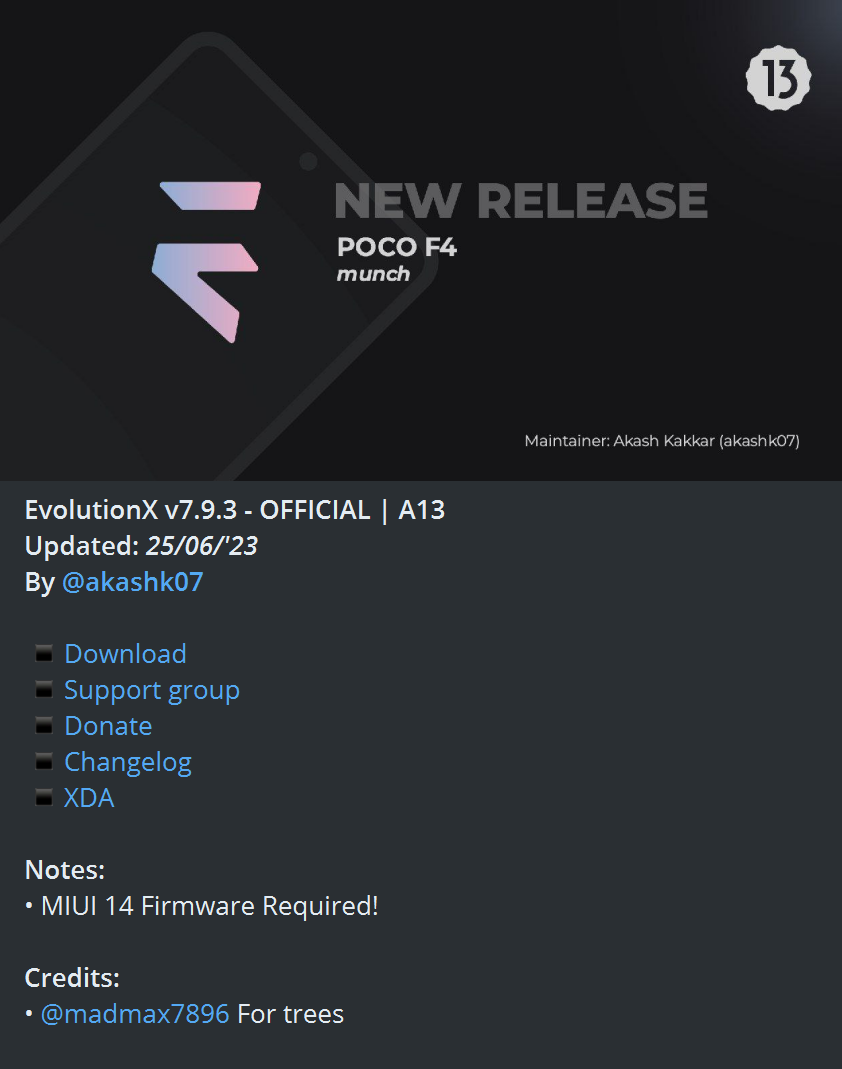 13
NEW RELEASE
POCO F4
munch
Maintainer: Akash Kakkar (akashk07)
EvolutionX v7.9.3 - OFFICIAL | A13
Updated: 25/06/'23
By @akashk07
Download
Support group
Donate
Changelog
XDA
Notes:
• MIUI 14 Firmware Required!
Credits:
• @madmax7896 For trees